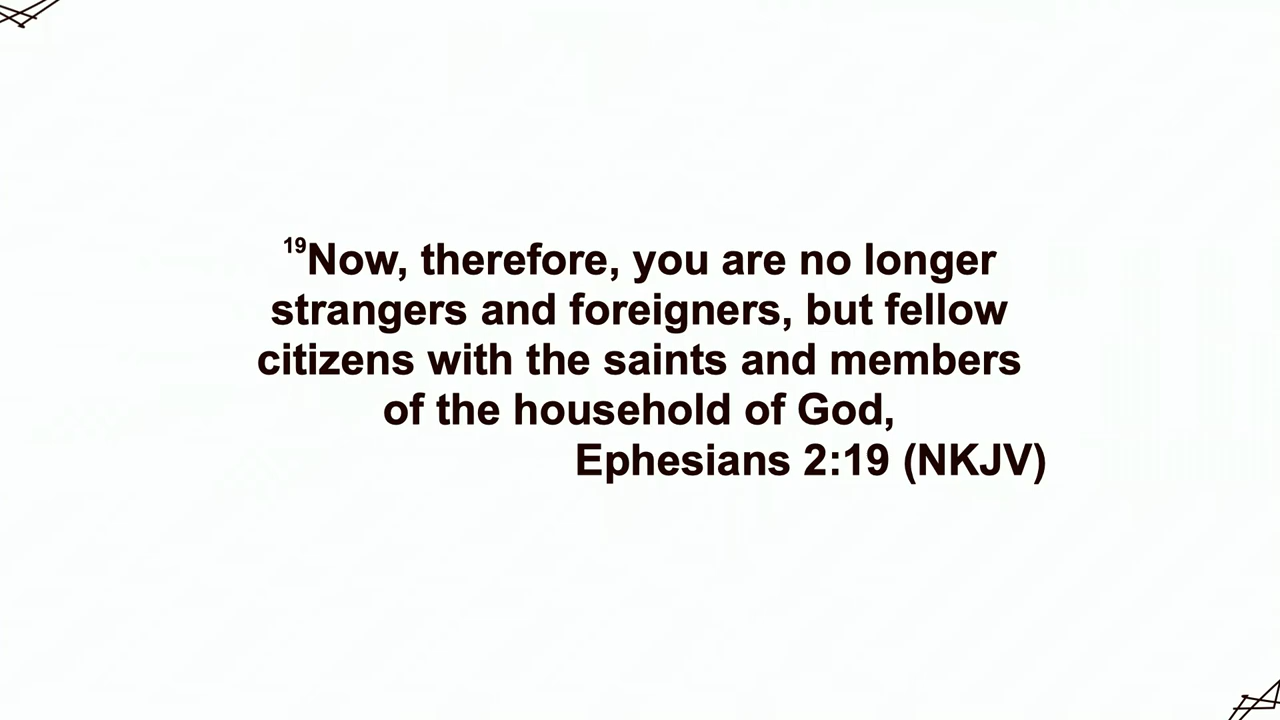 19Now, therefore, you are no longer
strangers and foreigners, but fellow
citizens with the saints and members
of the household of God,
Ephesians 2:19 (NKJV)